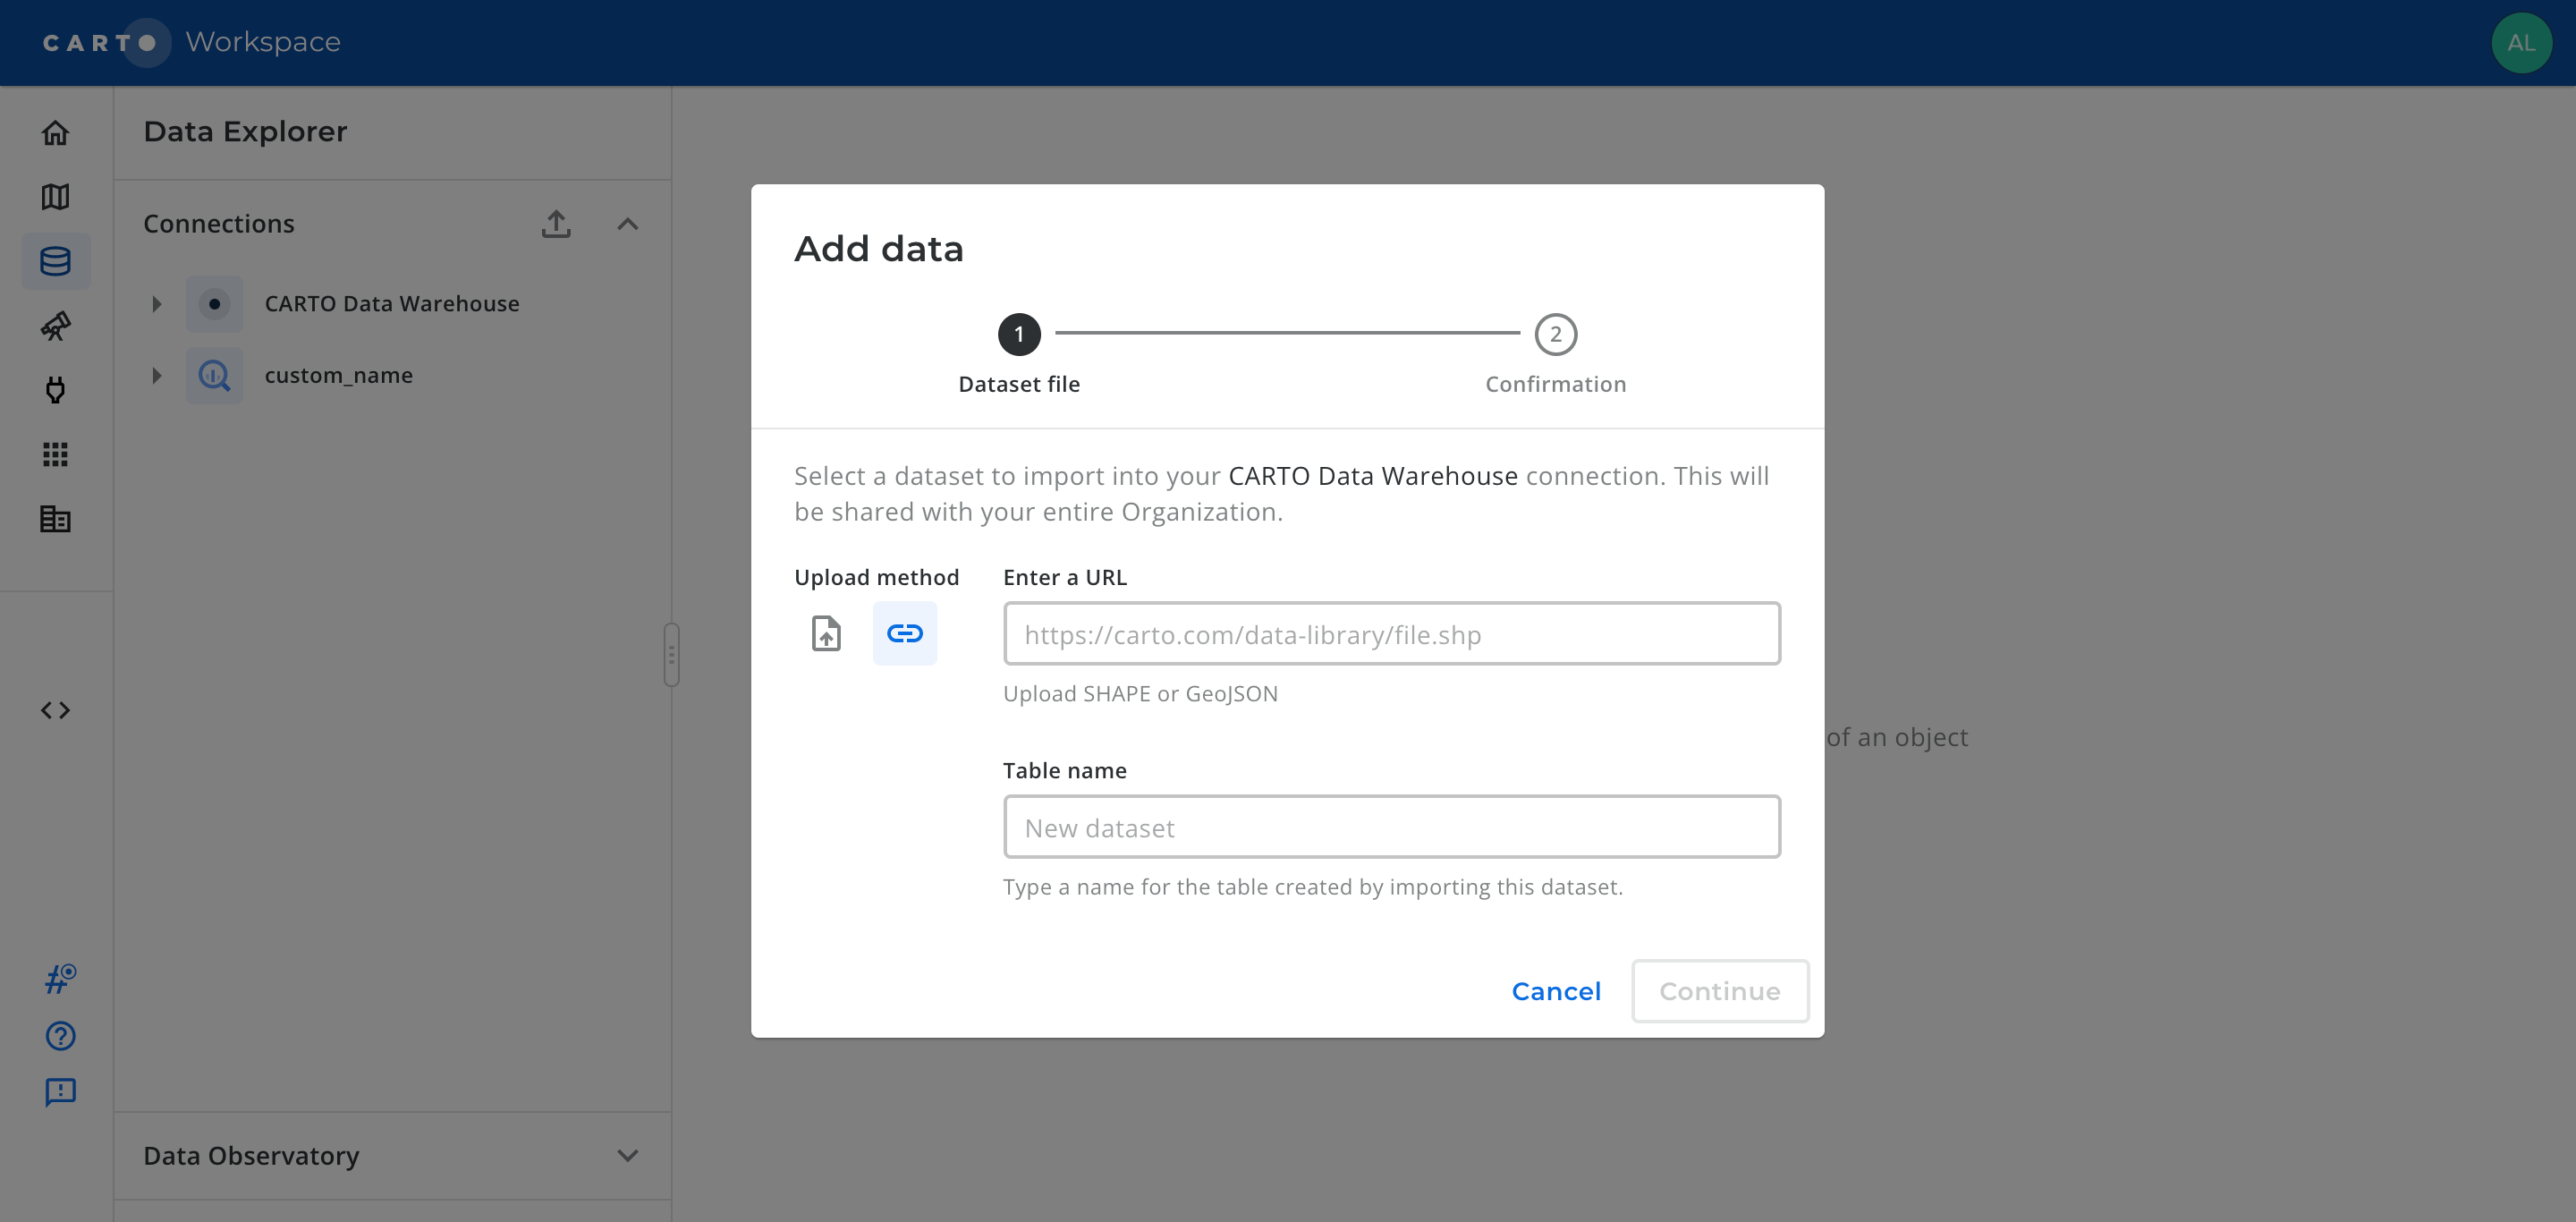 CARTO Workspace
AL
Data Explorer
Connections
CARTO Data Warehouse
custom_name
Data Observatory
Add data
1
2
Dataset file
Confirmation
Select a dataset to import into your CARTO Data Warehouse connection. This will
be shared with your entire Organization.
Upload method
Enter a URL
https://carto.com/data-library/file.shp
Upload SHAPE or GeoJSON
Table name
New dataset
Type a name for the table created by importing this dataset.
Cancel
Continue
of an object